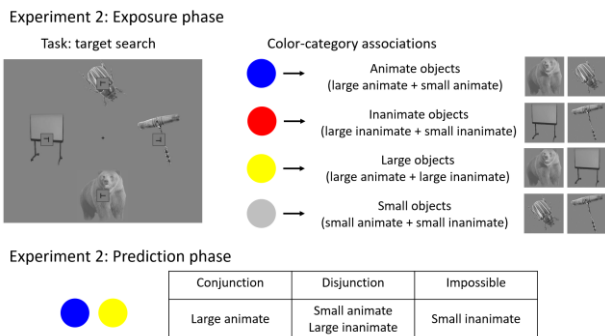 Experiment 2: Exposure phase
Task: target search
Color-category associations
Animate objects
(large animate + small animate)
Inanimate objects
(large inanimate + small inanimate)
Large objects
(large animate + large inanimate)
Small objects
(small animate + small inanimate)
Experiment 2: Prediction phase
Conjunction Disjunction Impossible
Large animate Small animate Small inanimate
Large inanimate